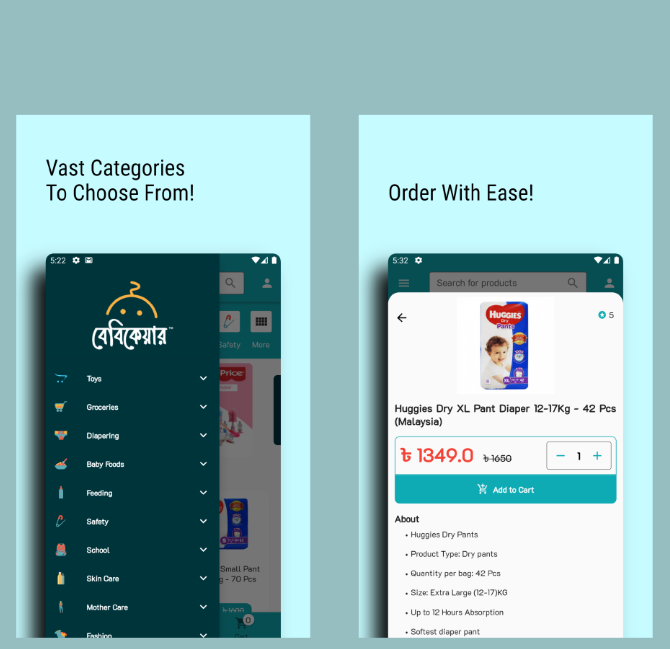 Vast Categories
To Choose From!
5:22
বেবিকেয়ার™
Safety
More
Price
Toys
Groceries
Diapering
Baby Foods
Feeding
Safety
School
Skin Care
Mother Care
Fashion
Small Pant
g - 70 Pcs
৳ 1600
0
Order With Ease!
5:32
Search for products
5
HUGGIES
Dry
Pants
XL
Huggies Dry XL Pant Diaper 12-17Kg - 42 Pcs
(Malaysia)
৳ 1349.0 ৳ 1650
− 1 +
Add to Cart
About
• Huggies Dry Pants
• Product Type: Dry pants
• Quantity per bag: 42 Pcs
• Size: Extra Large (12-17)KG
• Up to 12 Hours Absorption
• Softest diaper pant